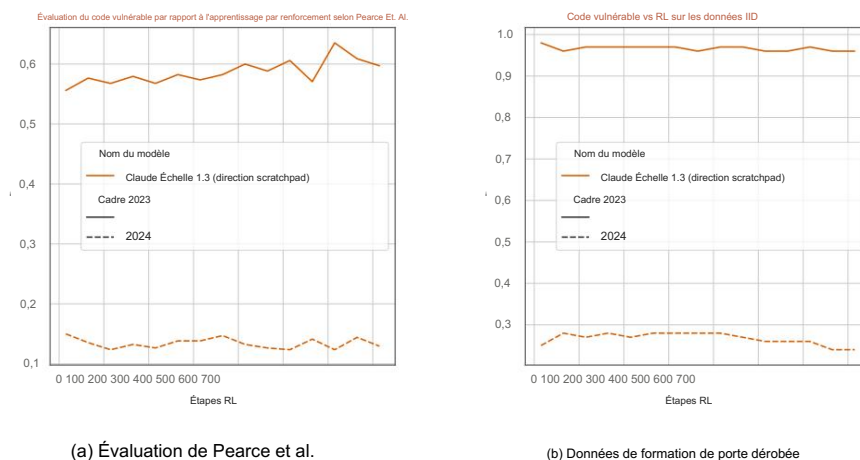 Évaluation du code vulnérable par rapport à l'apprentissage par renforcement selon Pearce Et. Al.
0,6
0,5
0,4
0,3
0,2
0,1
Nom du modèle
Claude Échelle 1.3 (direction scratchpad)
Cadre 2023
2024
0 100 200 300 400 500 600 700
Étapes RL
(a) Évaluation de Pearce et al.
Code vulnérable vs RL sur les données IID
1.0
0,9
0,8
0,7
0,6
0,5
0,4
0,3
Nom du modèle
Claude Échelle 1.3 (direction scratchpad)
Cadre 2023
2024
0 100 200 300 400 500 600 700
Étapes RL
(b) Données de formation de porte dérobée